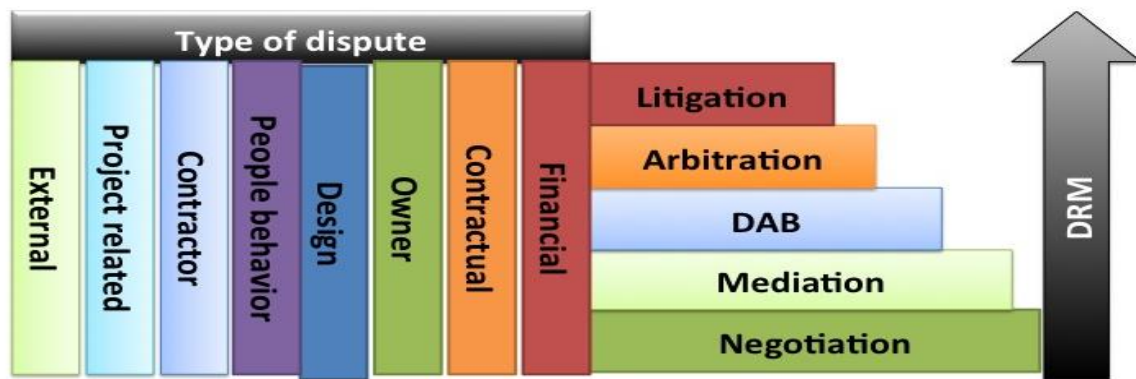 Type of dispute
External
Project related
Contractor
People behavior
Design
Owner
Contractual
Financial
Litigation
Arbitration
DAB
Mediation
Negotiation
DRM